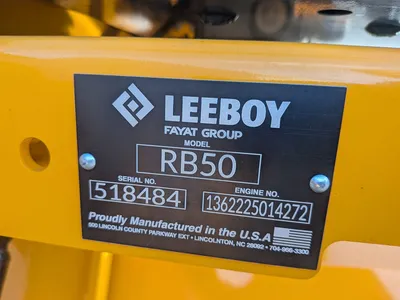 LEEBOY
FAYAT GROUP
MODEL
RB50
SERIAL NO. ENGINE NO.
518484 1362225014272
Proudly Manufactured in the U.S.A
500 LINCOLN COUNTY PARKWAY EXT • LINCOLNTON, NC 28092 • 704-966-3300